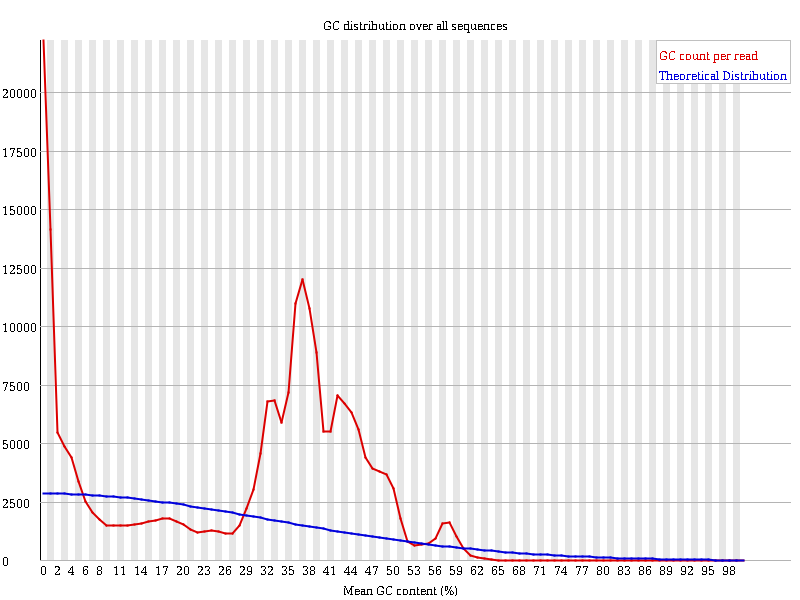 GC distribution over all sequences
GC count per read
Theoretical Distribution
20000
17500
15000
12500
10000
7500
5000
2500
0
0 2 4 6 8 11 14 17 20 23 26 29 32 35 38 41 44 47 50 53 56 59 62 65 68 71 74 77 80 83 86 89 92 95 98
Mean GC content (%)